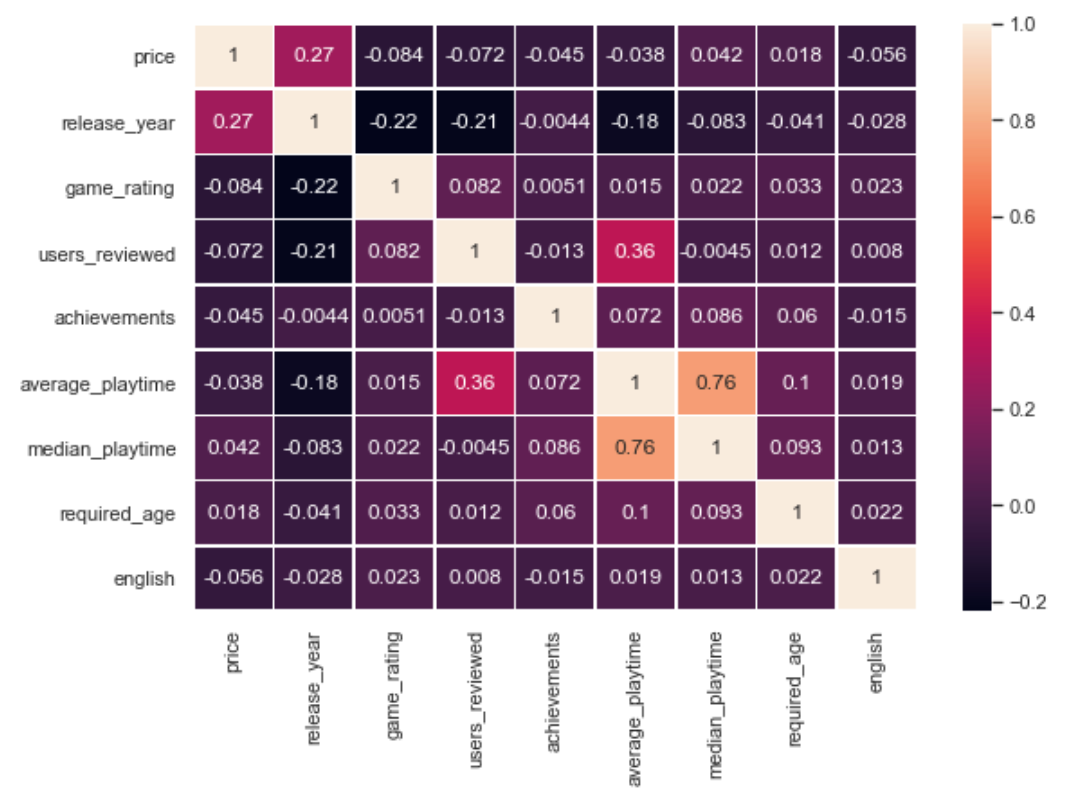 1.0
price 1 0.27 -0.084 -0.072 -0.045 -0.038 0.042 0.018 -0.056
release_year 0.27 1 -0.22 -0.21 -0.0044 -0.18 -0.083 -0.041 -0.028
0.8
game_rating -0.084 -0.22 1 0.082 0.0051 0.015 0.022 0.033 0.023
0.6
users_reviewed -0.072 -0.21 0.082 1 -0.013 0.36 -0.0045 0.012 0.008
achievements -0.045 -0.0044 0.0051 -0.013 1 0.072 0.086 0.06 -0.015
0.4
average_playtime -0.038 -0.18 0.015 0.36 0.072 1 0.76 0.1 0.019
0.2
median_playtime 0.042 -0.083 0.022 -0.0045 0.086 0.76 1 0.093 0.013
required_age 0.018 -0.041 0.033 0.012 0.06 0.1 0.093 1 0.022
0.0
english -0.056 -0.028 0.023 0.008 -0.015 0.019 0.013 0.022 1
−0.2
price
release_year
game_rating
users_reviewed
achievements
average_playtime
median_playtime
required_age
english